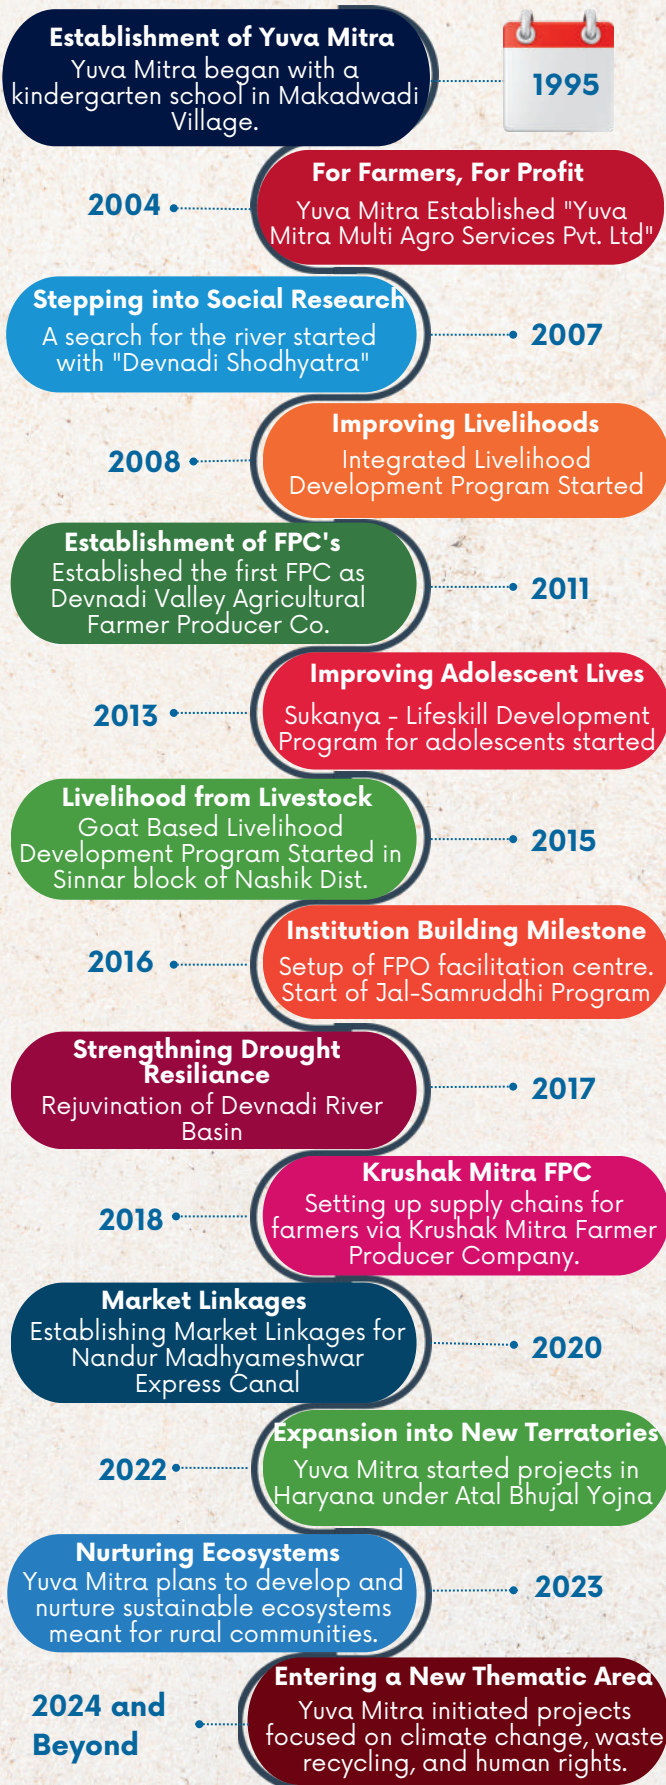 Establishment of Yuva Mitra
Yuva Mitra began with a
kindergarten school in Makadwadi
Village.
1995
For Farmers, For Profit
Yuva Mitra Established "Yuva
Mitra Multi Agro Services Pvt. Ltd"
2004
Stepping into Social Research
A search for the river started
with "Devnadi Shodhyatra"
2007
Improving Livelihoods
Integrated Livelihood
Development Program Started
2008
Establishment of FPC's
Established the first FPC as
Devnadi Valley Agricultural
Farmer Producer Co.
2011
Improving Adolescent Lives
Sukanya - Lifeskill Development
Program for adolescents started
2013
Livelihood from Livestock
Goat Based Livelihood
Development Program Started in
Sinnar block of Nashik Dist.
2015
Institution Building Milestone
Setup of FPO facilitation centre.
Start of Jal-Samruddhi Program
2016
Strengthning Drought
Resiliance
Rejuvination of Devnadi River
Basin
2017
Krushak Mitra FPC
Setting up supply chains for
farmers via Krushak Mitra Farmer
Producer Company.
2018
Market Linkages
Establishing Market Linkages for
Nandur Madhyameshwar
Express Canal
2020
Expansion into New Terratories
Yuva Mitra started projects in
Haryana under Atal Bhujal Yojna
2022
Nurturing Ecosystems
Yuva Mitra plans to develop and
nurture sustainable ecosystems
meant for rural communities.
2023
Entering a New Thematic Area
Yuva Mitra initiated projects
focused on climate change, waste
recycling, and human rights.
2024 and
Beyond